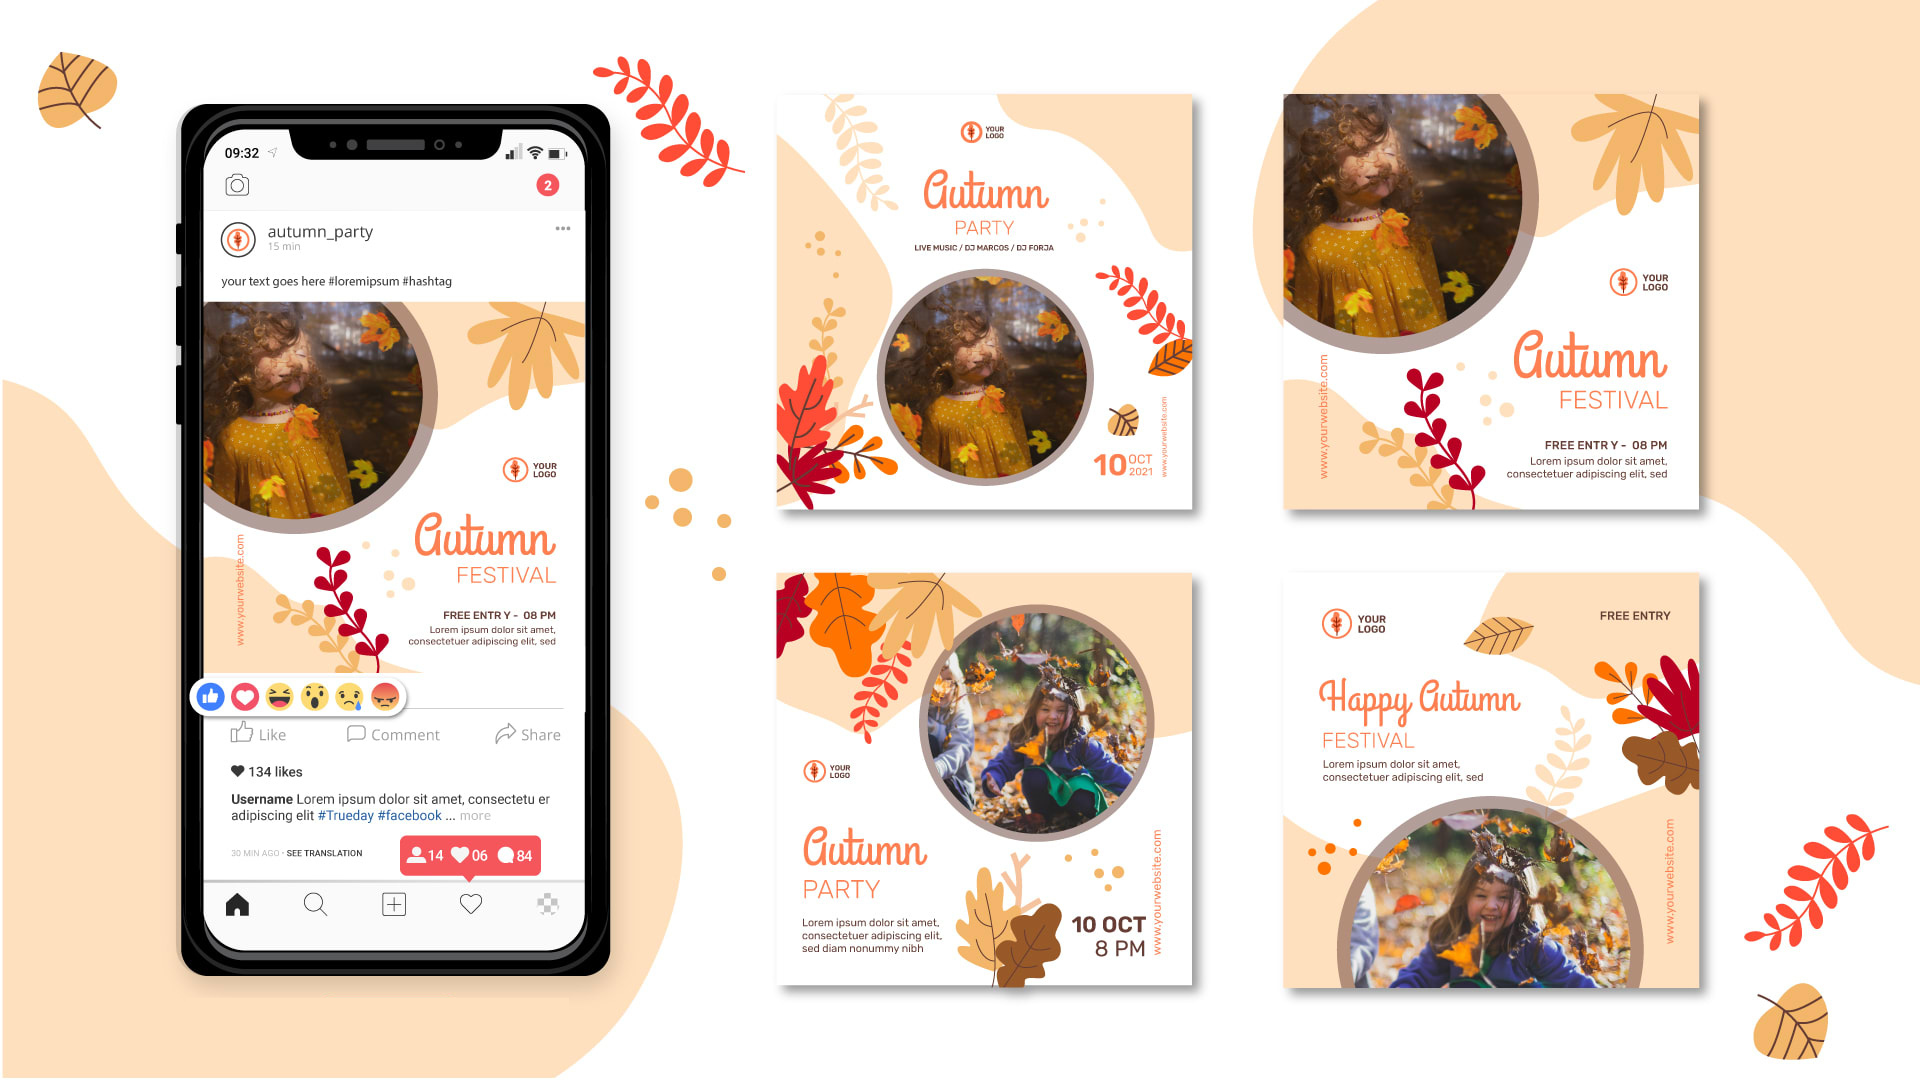 09:32
2
autumn_party
15 min
your text goes here #loremipsum #hashtag
YOUR
LOGO
Autumn
FESTIVAL
FREE ENTRY - 08 PM
Lorem ipsum dolor sit amet,
consectetuer adipiscing elit, sed
www.yourwebsite.com
Like
Comment
Share
134 likes
Username Lorem ipsum dolor sit amet, consectetu er
adipiscing elit #Trueday #facebook ... more
30 MIN AGO · SEE TRANSLATION
14 06 84
YOUR
LOGO
Autumn
PARTY
LIVE MUSIC / DJ MARCOS / DJ FORJA
10 OCT
2021
www.yourwebsite.com
YOUR
LOGO
Autumn
FESTIVAL
FREE ENTRY - 08 PM
Lorem ipsum dolor sit amet,
consectetuer adipiscing elit, sed
www.yourwebsite.com
YOUR
LOGO
Autumn
PARTY
Lorem ipsum dolor sit amet,
consectetuer adipiscing elit,
sed diam nonummy nibh
10 OCT
8 PM
www.yourwebsite.com
YOUR
LOGO
FREE ENTRY
Happy Autumn
FESTIVAL
Lorem ipsum dolor sit amet,
consectetuer adipiscing elit, sed
www.yourwebsite.com